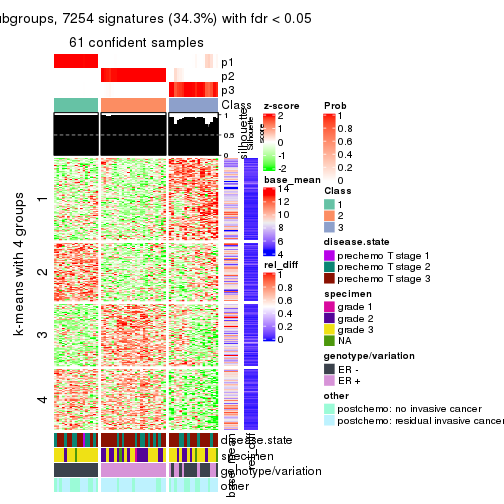 ubgroups, 7254 signatures (34.3%) with fdr < 0.05
61 confident samples
p1
p2
p3
Class
1
0.5
0
silhouette
Silhouette
score
k-means with 4 groups
1
2
3
4
z-score
2
1
0
-1
-2
base_mean
14
12
10
8
6
4
rel_diff
1
0.8
0.6
0.4
0.2
0
Prob
1
0.8
0.6
0.4
0.2
0
Class
1
2
3
disease.state
prechemo T stage 1
prechemo T stage 2
prechemo T stage 3
specimen
grade 1
grade 2
grade 3
NA
genotype/variation
ER -
ER +
other
postchemo: no invasive cancer
postchemo: residual invasive cancer
disease.state
specimen
genotype/variation
other
base_mean
rel_diff